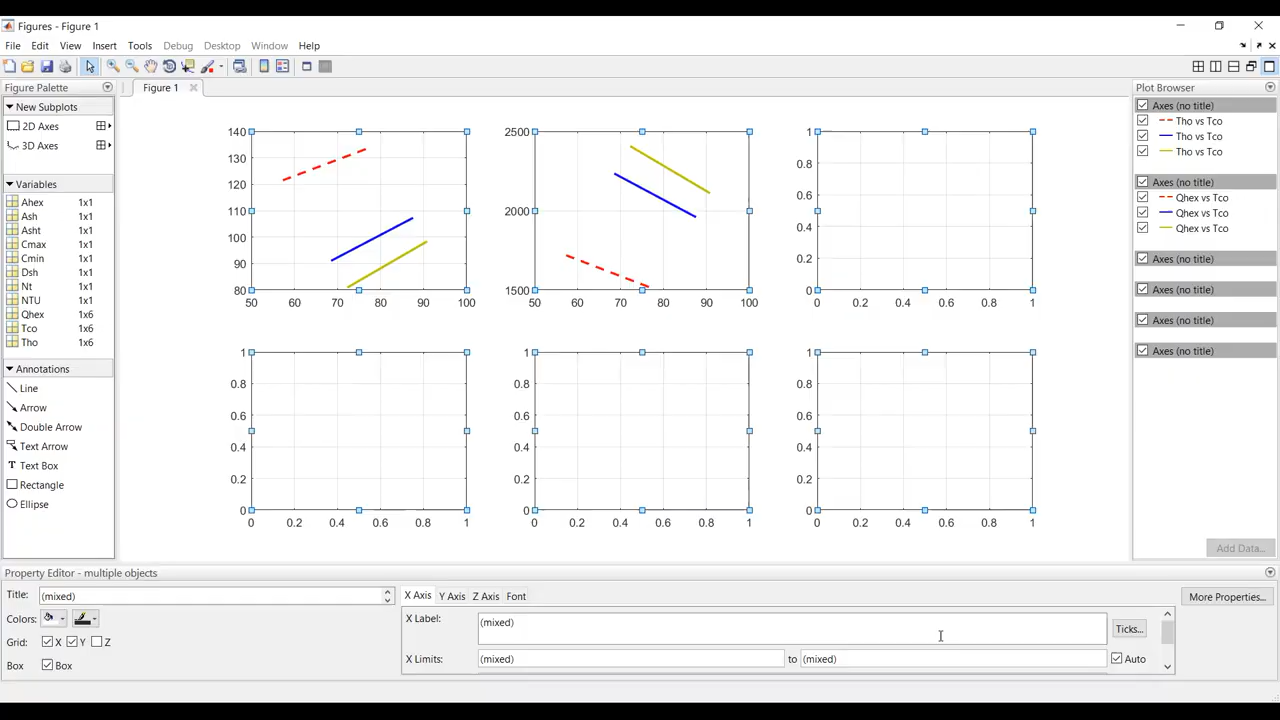 Figures - Figure 1
File Edit View Insert Tools Debug Desktop Window Help
Figure Palette
Figure 1
Plot Browser
New Subplots
2D Axes
3D Axes
Variables
Ahex 1x1
Ash 1x1
Asht 1x1
Cmax 1x1
Cmin 1x1
Dsh 1x1
Nt 1x1
NTU 1x1
Qhex 1x6
Tco 1x6
Tho 1x6
Annotations
Line
Arrow
Double Arrow
Text Arrow
Text Box
Rectangle
Ellipse
140
130
120
110
100
90
80
50 60 70 80 90 100
2500
2000
1500
50 60 70 80 90 100
1
0.8
0.6
0.4
0.2
0
0 0.2 0.4 0.6 0.8 1
1
0.8
0.6
0.4
0.2
0
0 0.2 0.4 0.6 0.8 1
1
0.8
0.6
0.4
0.2
0
0 0.2 0.4 0.6 0.8 1
1
0.8
0.6
0.4
0.2
0
0 0.2 0.4 0.6 0.8 1
Axes (no title)
Tho vs Tco
Tho vs Tco
Tho vs Tco
Axes (no title)
Qhex vs Tco
Qhex vs Tco
Qhex vs Tco
Axes (no title)
Axes (no title)
Axes (no title)
Axes (no title)
Add Data...
Property Editor - multiple objects
Title: (mixed)
Colors:
Grid: X Y Z
Box Box
X Axis Y Axis Z Axis Font
X Label: (mixed)
Ticks...
X Limits: (mixed) to (mixed) Auto
More Properties...